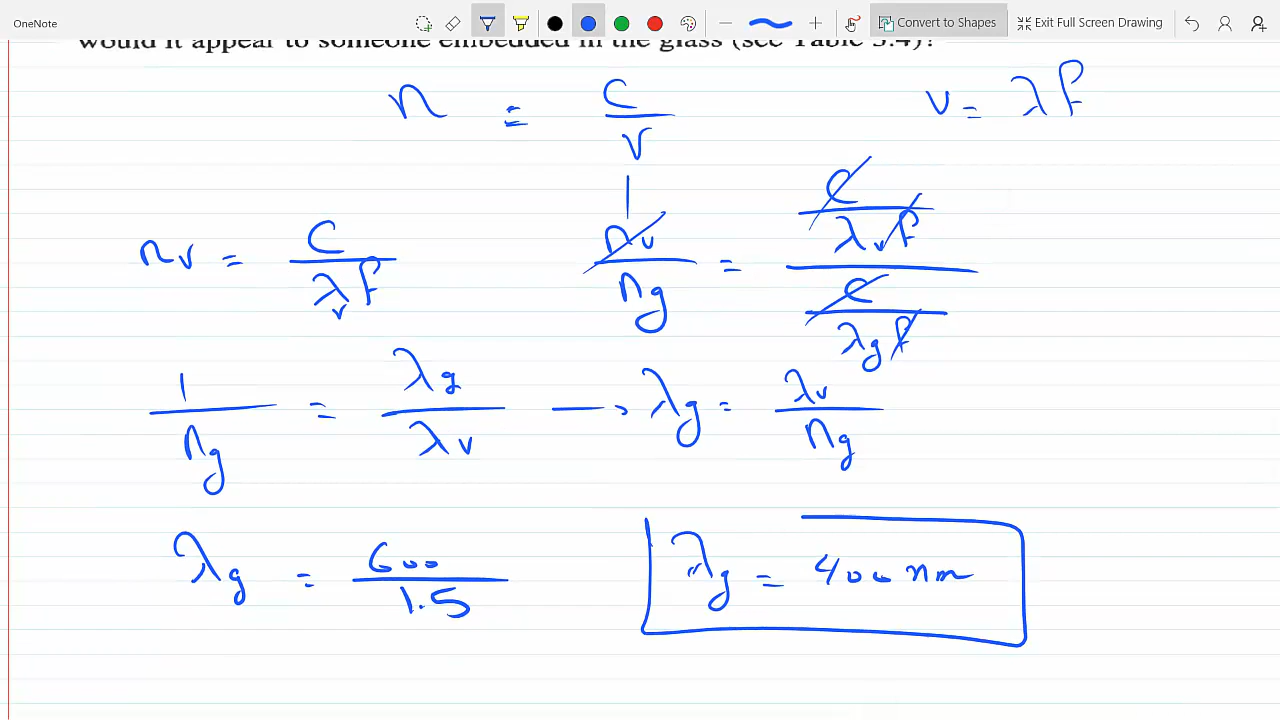 OneNote
Convert to Shapes
Exit Full Screen Drawing
would it appear to someone embedded in the glass (see Table 3.4)?
n = c/v
v = λf
n_v = c/(λ_v f)
1
n_v/n_g = (c/(λ_v f))/(c/(λ_g f))
1/n_g = λ_g/λ_v → λ_g = λ_v/n_g
λ_g = 600/1.5
λ_g = 400 nm